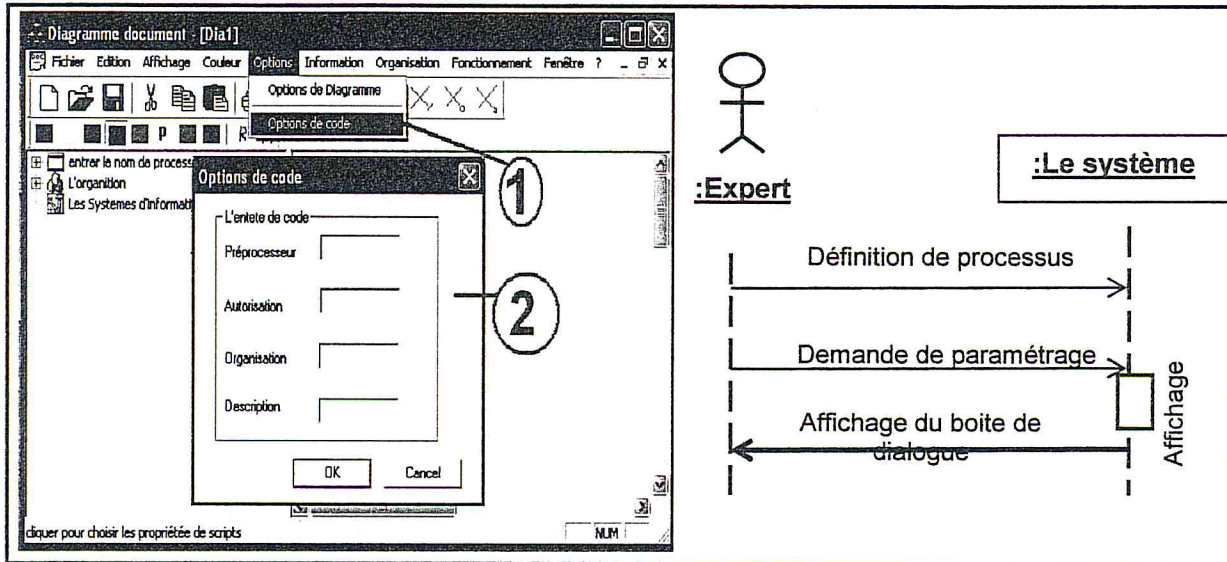 Diagramme document - [Dia1]
Fichier Edition Affichage Couleur Options Information Organisation Fonctionnement Fenêtre ?
Options de Diagramme
Options de code
P
R
entrer le nom de process
L'organition
Les Systemes d'Informati
Options de code
L'entete de code
Préprocesseur
Autorisation
Organisation
Description
OK Cancel
cliquer pour choisir les propriétée de scripts
NUM
1
2
:Expert
:Le système
Définition de processus
Demande de paramétrage
Affichage du boite de
dialogue
Affichage